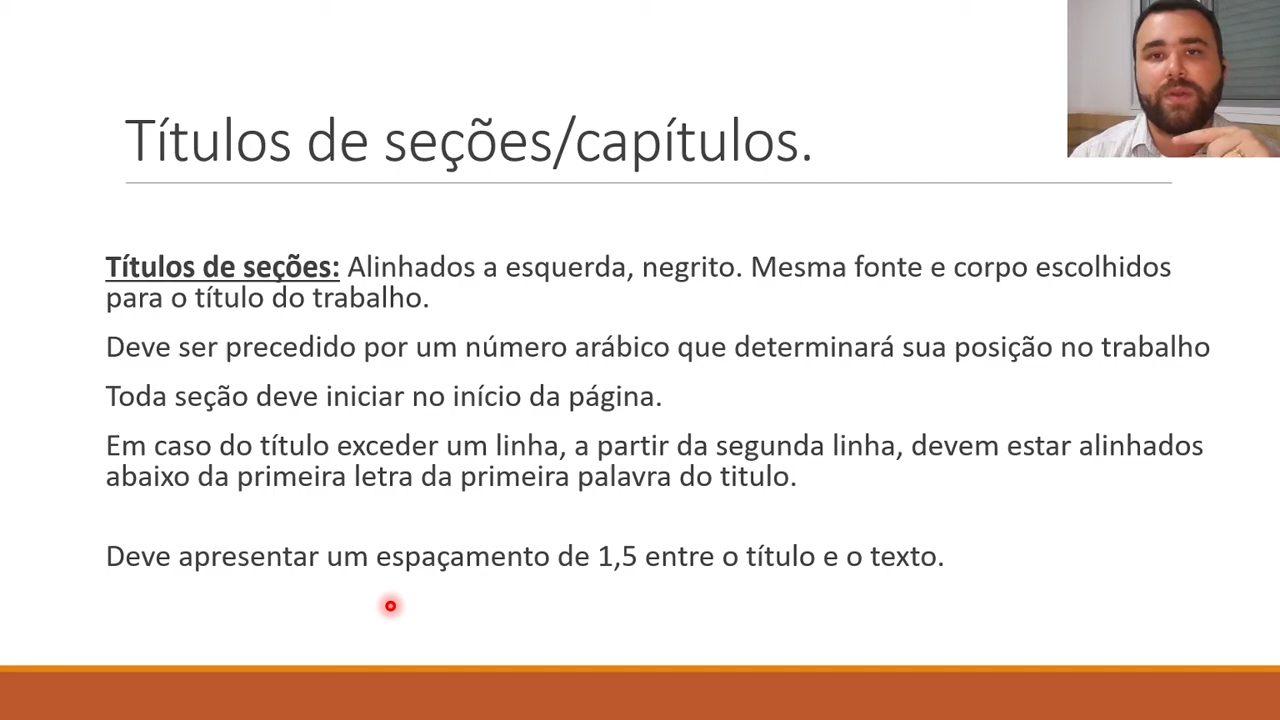 Títulos de seções/capítulos.
Títulos de seções: Alinhados a esquerda, negrito. Mesma fonte e corpo escolhidos
para o título do trabalho.
Deve ser precedido por um número arábico que determinará sua posição no trabalho
Toda seção deve iniciar no início da página.
Em caso do título exceder um linha, a partir da segunda linha, devem estar alinhados
abaixo da primeira letra da primeira palavra do titulo.
Deve apresentar um espaçamento de 1,5 entre o título e o texto.